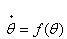 θ̇ = f(θ)